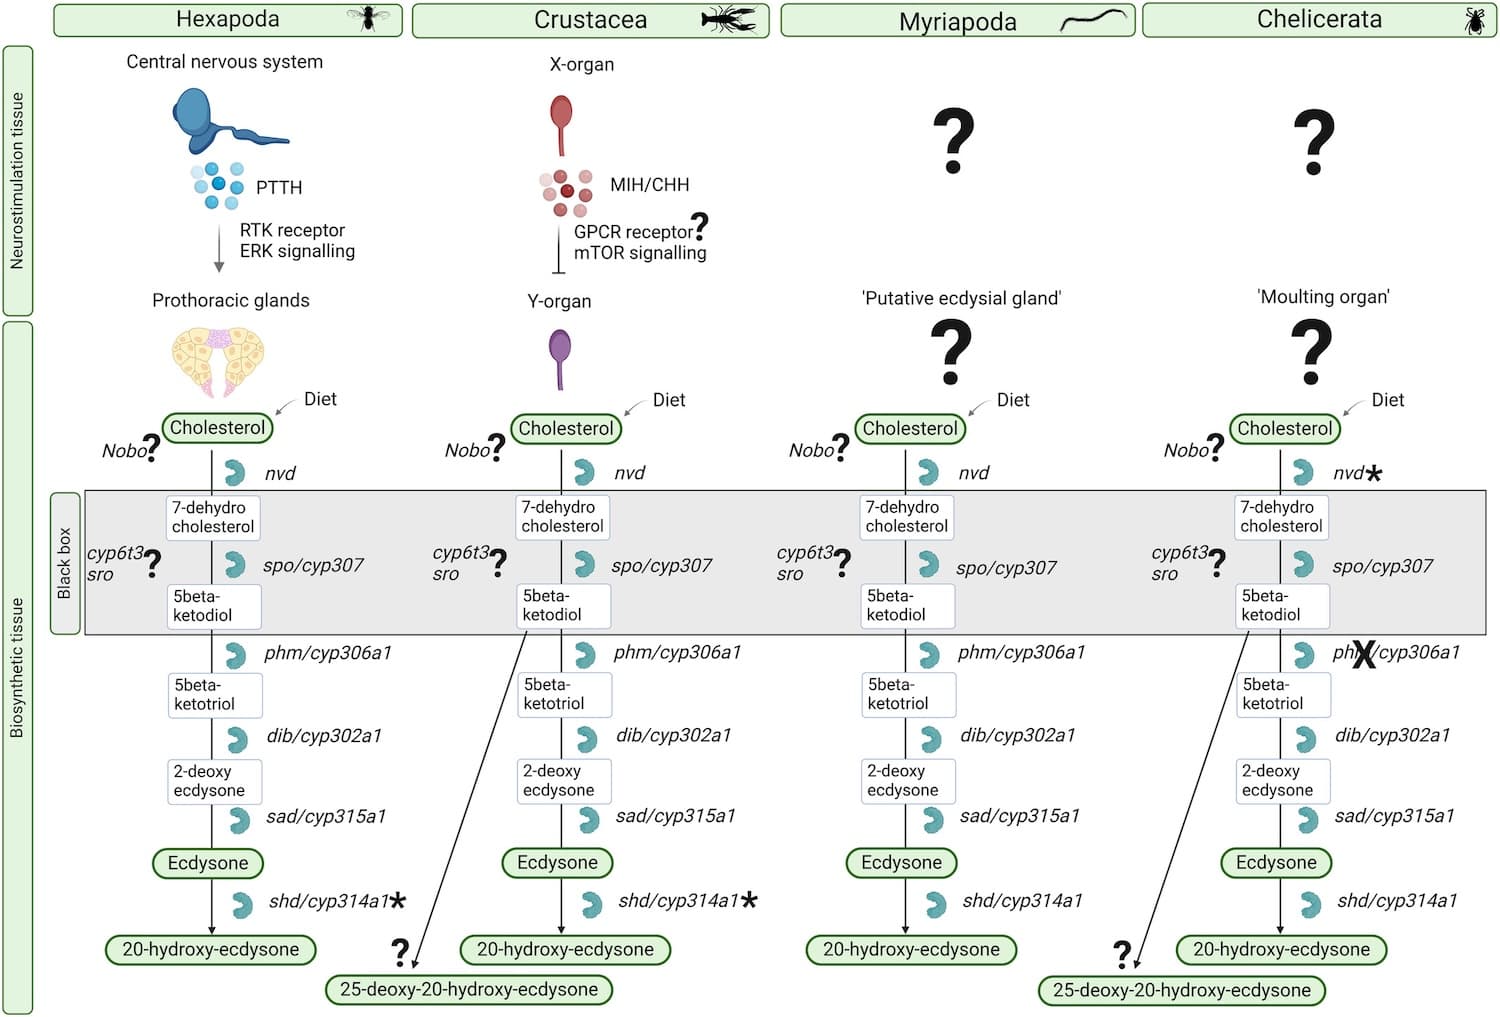 Hexapoda
Crustacea
Myriapoda
Chelicerata
Neurostimulation tissue
Central nervous system
PTTH
RTK receptor
ERK signalling
Prothoracic glands
X-organ
MIH/CHH
GPCR receptor?
mTOR signalling
Y-organ
?
'Putative ecdysial gland'
?
?
'Moulting organ'
?
Biosynthetic tissue
Black box
Diet
Cholesterol
Nobo?
nvd
7-dehydro
cholesterol
cyp6t3
sro
?
spo/cyp307
5beta-
ketodiol
phm/cyp306a1
5beta-
ketotriol
dib/cyp302a1
2-deoxy
ecdysone
sad/cyp315a1
Ecdysone
shd/cyp314a1*
20-hydroxy-ecdysone
Diet
Cholesterol
Nobo?
nvd
7-dehydro
cholesterol
cyp6t3
sro
?
spo/cyp307
5beta-
ketodiol
phm/cyp306a1
5beta-
ketotriol
dib/cyp302a1
2-deoxy
ecdysone
sad/cyp315a1
Ecdysone
shd/cyp314a1*
20-hydroxy-ecdysone
?
25-deoxy-20-hydroxy-ecdysone
Diet
Cholesterol
Nobo?
nvd
7-dehydro
cholesterol
cyp6t3
sro
?
spo/cyp307
5beta-
ketodiol
phm/cyp306a1
5beta-
ketotriol
dib/cyp302a1
2-deoxy
ecdysone
sad/cyp315a1
Ecdysone
shd/cyp314a1
20-hydroxy-ecdysone
Diet
Cholesterol
Nobo?
nvd*
7-dehydro
cholesterol
cyp6t3
sro
?
spo/cyp307
5beta-
ketodiol
phm/cyp306a1
X
5beta-
ketotriol
dib/cyp302a1
2-deoxy
ecdysone
sad/cyp315a1
Ecdysone
shd/cyp314a1
20-hydroxy-ecdysone
?
25-deoxy-20-hydroxy-ecdysone